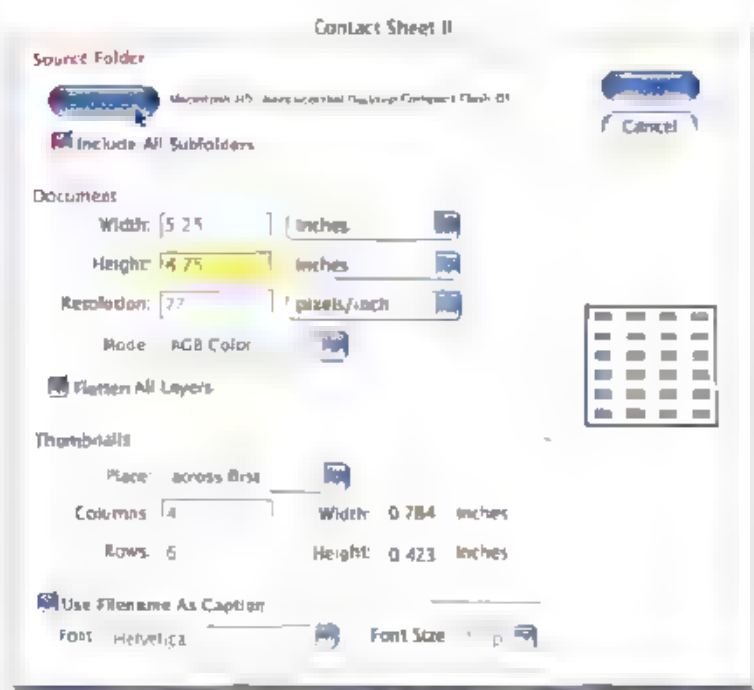 Contact Sheet II
Source Folder
Cancel
Include All Subfolders
Document
Width: 5.25 inches
Height: 4.75 inches
Resolution: 72 pixels/inch
Mode RGB Color
Flatten All Layers
Thumbnails
Place: across first
Columns 4 Width: 0.784 inches
Rows 6 Height: 0.423 inches
Use Filename As Caption
Font Helvetica Font Size